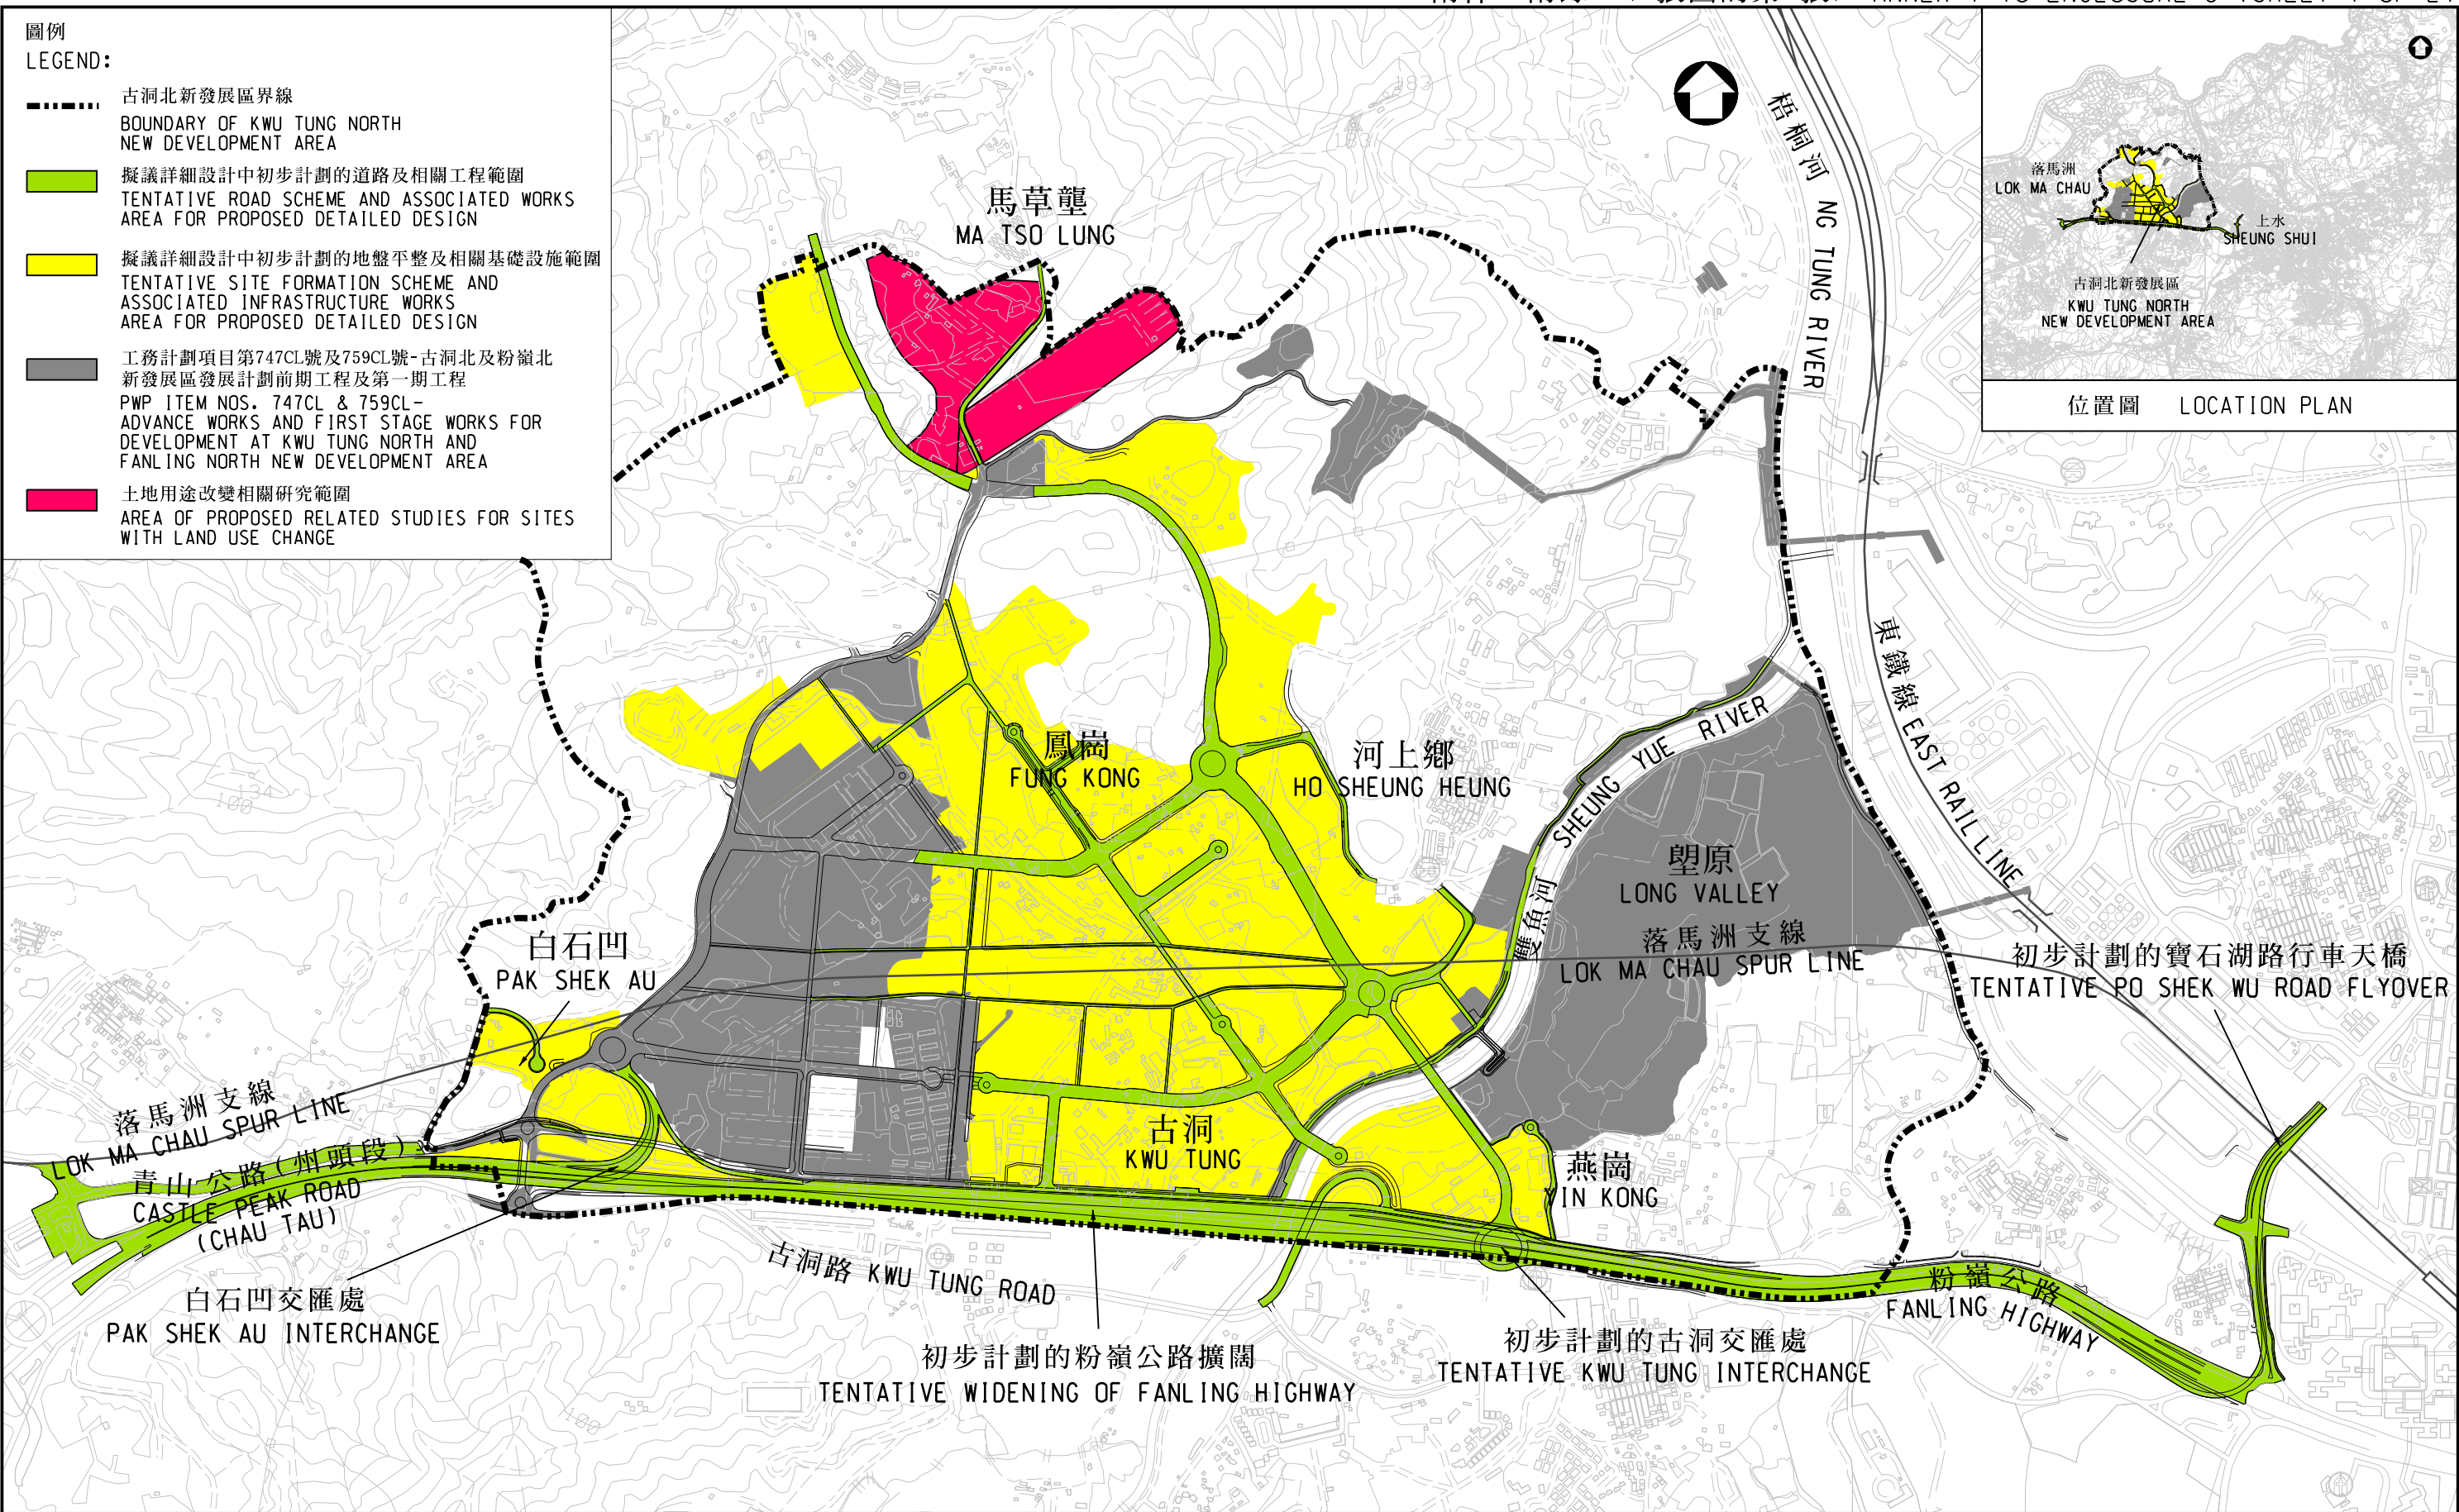 ANNEX 1 TO ENCLOSURE
圖例
LEGEND:
古洞北新發展區界線
BOUNDARY OF KWU TUNG NORTH
NEW DEVELOPMENT AREA
擬議詳細設計中初步計劃的道路及相關工程範圍
TENTATIVE ROAD SCHEME AND ASSOCIATED WORKS
AREA FOR PROPOSED DETAILED DESIGN
擬議詳細設計中初步計劃的地盤平整及相關基礎設施範圍
TENTATIVE SITE FORMATION SCHEME AND
ASSOCIATED INFRASTRUCTURE WORKS
AREA FOR PROPOSED DETAILED DESIGN
工務計劃項目第747CL號及759CL號-古洞北及粉嶺北
新發展區發展計劃前期工程及第一期工程
PWP ITEM NOS. 747CL & 759CL-
ADVANCE WORKS AND FIRST STAGE WORKS FOR
DEVELOPMENT AT KWU TUNG NORTH AND
FANLING NORTH NEW DEVELOPMENT AREA
土地用途改變相關研究範圍
AREA OF PROPOSED RELATED STUDIES FOR SITES
WITH LAND USE CHANGE
落馬洲
LOK MA CHAU
上水
SHEUNG SHUI
古洞北新發展區
KWU TUNG NORTH
NEW DEVELOPMENT AREA
位置圖 LOCATION PLAN
183
馬草壟
MA TSO LUNG
梧桐河 NG TUNG RIVER
100
東鐵線 EAST RAIL LINE
鳳崗
FUNG KONG
河上鄉
HO SHEUNG HEUNG
雙魚河 SHEUNG YUE RIVER
134
100
塱原
LONG VALLEY
落馬洲支線
LOK MA CHAU SPUR LINE
白石凹
PAK SHEK AU
初步計劃的寶石湖路行車天橋
TENTATIVE PO SHEK WU ROAD FLYOVER
落馬洲支線
LOK MA CHAU SPUR LINE
青山公路(州頭段)
CASTLE PEAK ROAD
(CHAU TAU)
古洞
KWU TUNG
燕崗
YIN KONG
16
古洞路 KWU TUNG ROAD
白石凹交匯處
PAK SHEK AU INTERCHANGE
粉嶺公路
FANLING HIGHWAY
初步計劃的粉嶺公路擴闊
TENTATIVE WIDENING OF FANLING HIGHWAY
初步計劃的古洞交匯處
TENTATIVE KWU TUNG INTERCHANGE
100